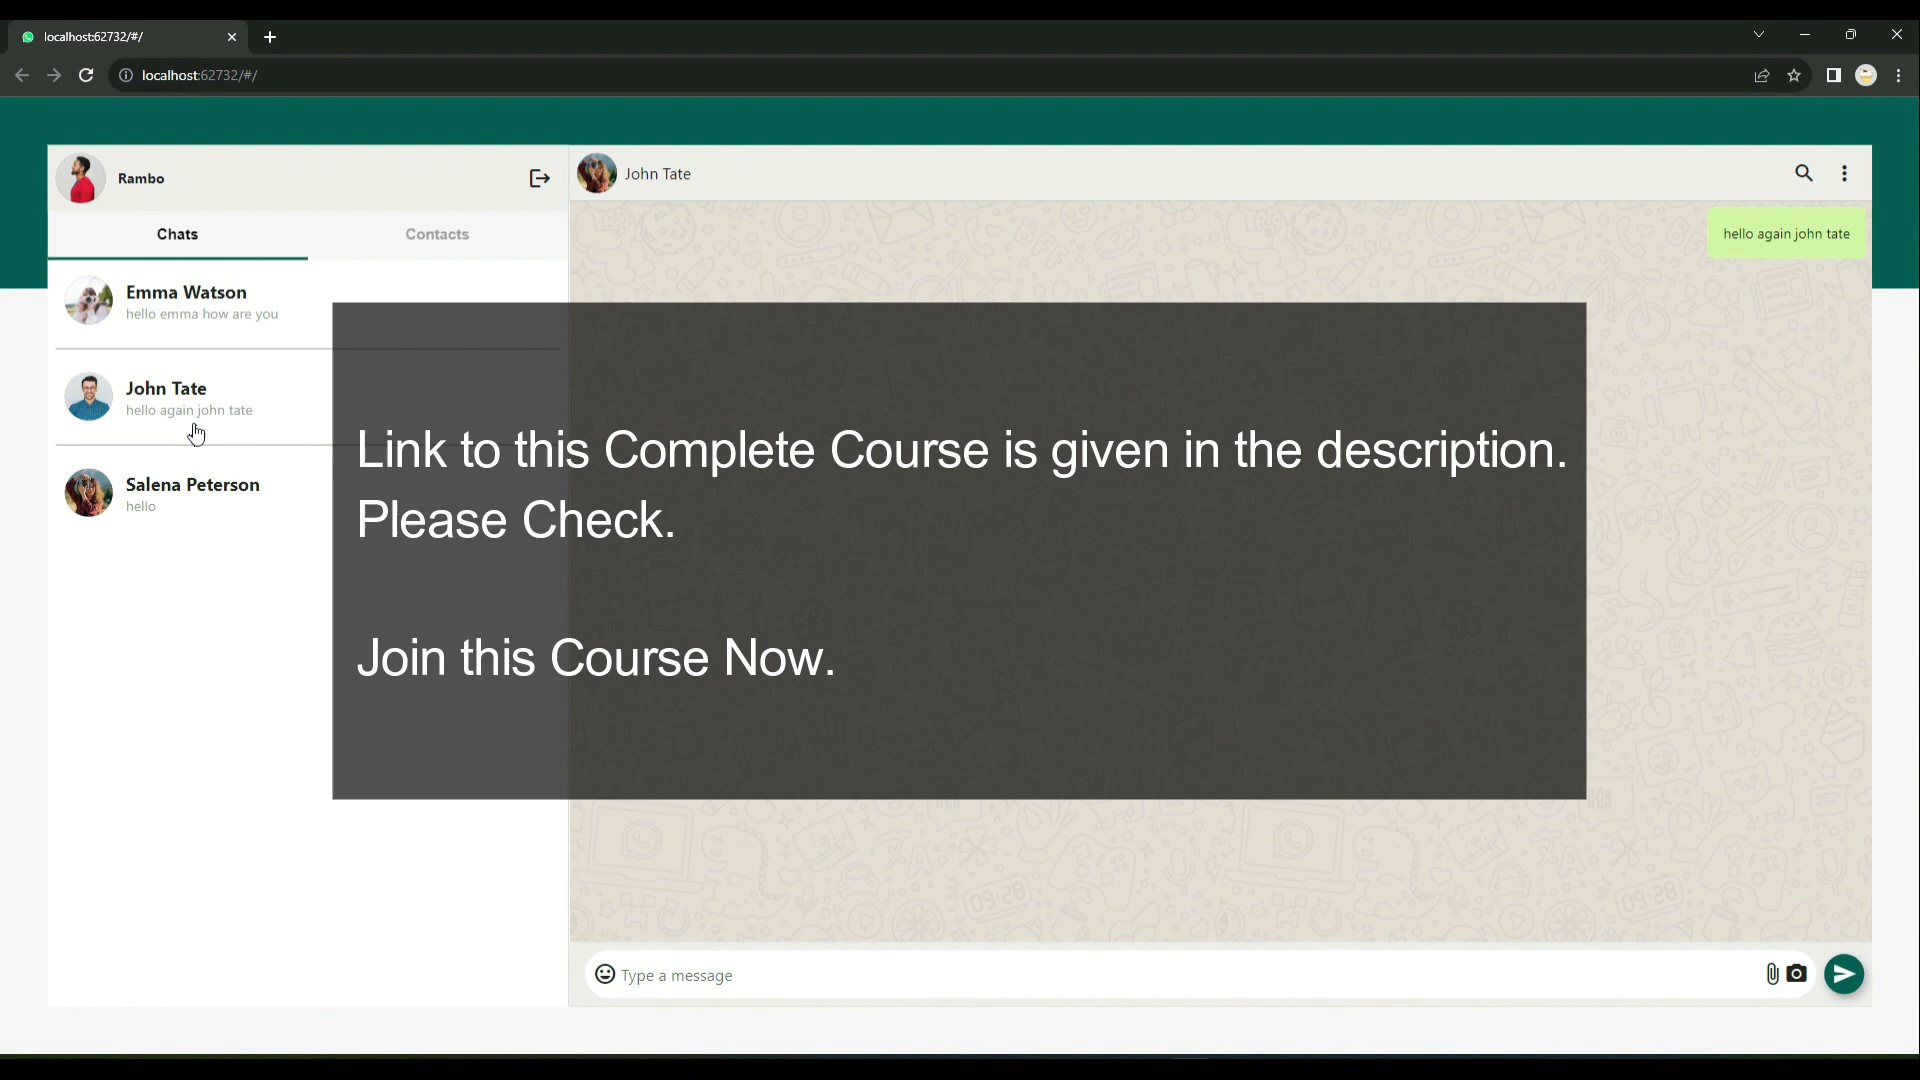 localhost:62732/#/
localhost:62732/#/
Rambo
John Tate
Chats
Contacts
hello again john tate
Emma Watson
hello emma how are you
John Tate
hello again john tate
Salena Peterson
hello
Link to this Complete Course is given in the description.
Please Check.
Join this Course Now.
Type a message